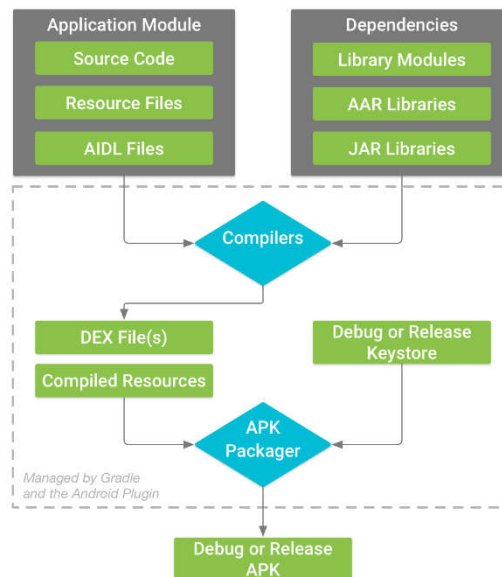 Application Module
Source Code
Resource Files
AIDL Files
Dependencies
Library Modules
AAR Libraries
JAR Libraries
Compilers
DEX File(s)
Compiled Resources
Debug or Release
Keystore
APK
Packager
Managed by Gradle
and the Android Plugin
Debug or Release
APK